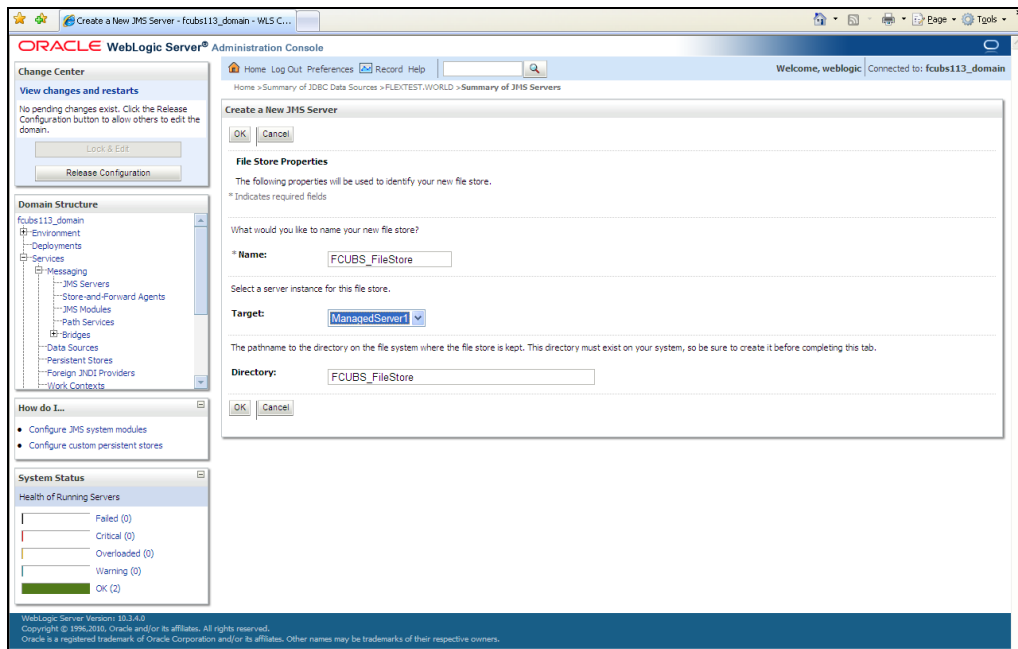 Create a New JMS Server - fcubs113_domain - WLS C...
Page
Tools
ORACLE WebLogic Server® Administration Console
Change Center
View changes and restarts
No pending changes exist. Click the Release
Configuration button to allow others to edit the
domain.
Lock & Edit
Release Configuration
Domain Structure
fcubs113_domain
Environment
Deployments
Services
Messaging
JMS Servers
Store-and-Forward Agents
JMS Modules
Path Services
Bridges
Data Sources
Persistent Stores
Foreign JNDI Providers
Work Contexts
How do I...
Configure JMS system modules
Configure custom persistent stores
System Status
Health of Running Servers
Failed (0)
Critical (0)
Overloaded (0)
Warning (0)
OK (2)
Home Log Out Preferences Record Help
Welcome, weblogic Connected to: fcubs113_domain
Home >Summary of JDBC Data Sources >FLEXTEST.WORLD >Summary of JMS Servers
Create a New JMS Server
OK Cancel
File Store Properties
The following properties will be used to identify your new file store.
* Indicates required fields
What would you like to name your new file store?
* Name: FCUBS_FileStore
Select a server instance for this file store.
Target: ManagedServer1
The pathname to the directory on the file system where the file store is kept. This directory must exist on your system, so be sure to create it before completing this tab.
Directory: FCUBS_FileStore
OK Cancel
WebLogic Server Version: 10.3.4.0
Copyright © 1996,2010, Oracle and/or its affiliates. All rights reserved.
Oracle is a registered trademark of Oracle Corporation and/or its affiliates. Other names may be trademarks of their respective owners.